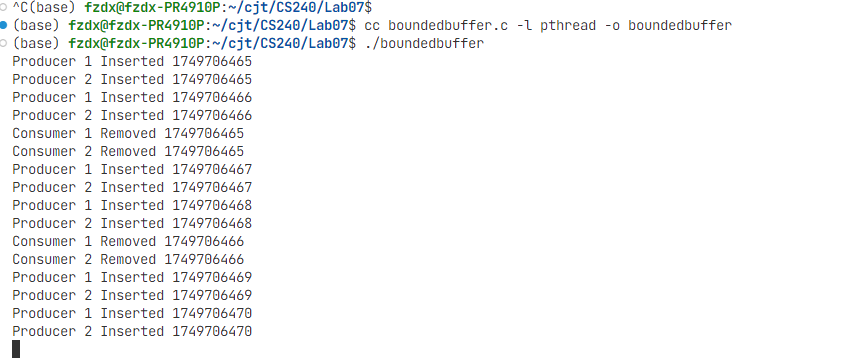 ^C(base) fzdx@fzdx-PR4910P:~/cjt/CS240/Lab07$
(base) fzdx@fzdx-PR4910P:~/cjt/CS240/Lab07$ cc boundedbuffer.c -l pthread -o boundedbuffer
(base) fzdx@fzdx-PR4910P:~/cjt/CS240/Lab07$ ./boundedbuffer
Producer 1 Inserted 1749706465
Producer 2 Inserted 1749706465
Producer 1 Inserted 1749706466
Producer 2 Inserted 1749706466
Consumer 1 Removed 1749706465
Consumer 2 Removed 1749706465
Producer 1 Inserted 1749706467
Producer 2 Inserted 1749706467
Producer 1 Inserted 1749706468
Producer 2 Inserted 1749706468
Consumer 1 Removed 1749706466
Consumer 2 Removed 1749706466
Producer 1 Inserted 1749706469
Producer 2 Inserted 1749706469
Producer 1 Inserted 1749706470
Producer 2 Inserted 1749706470